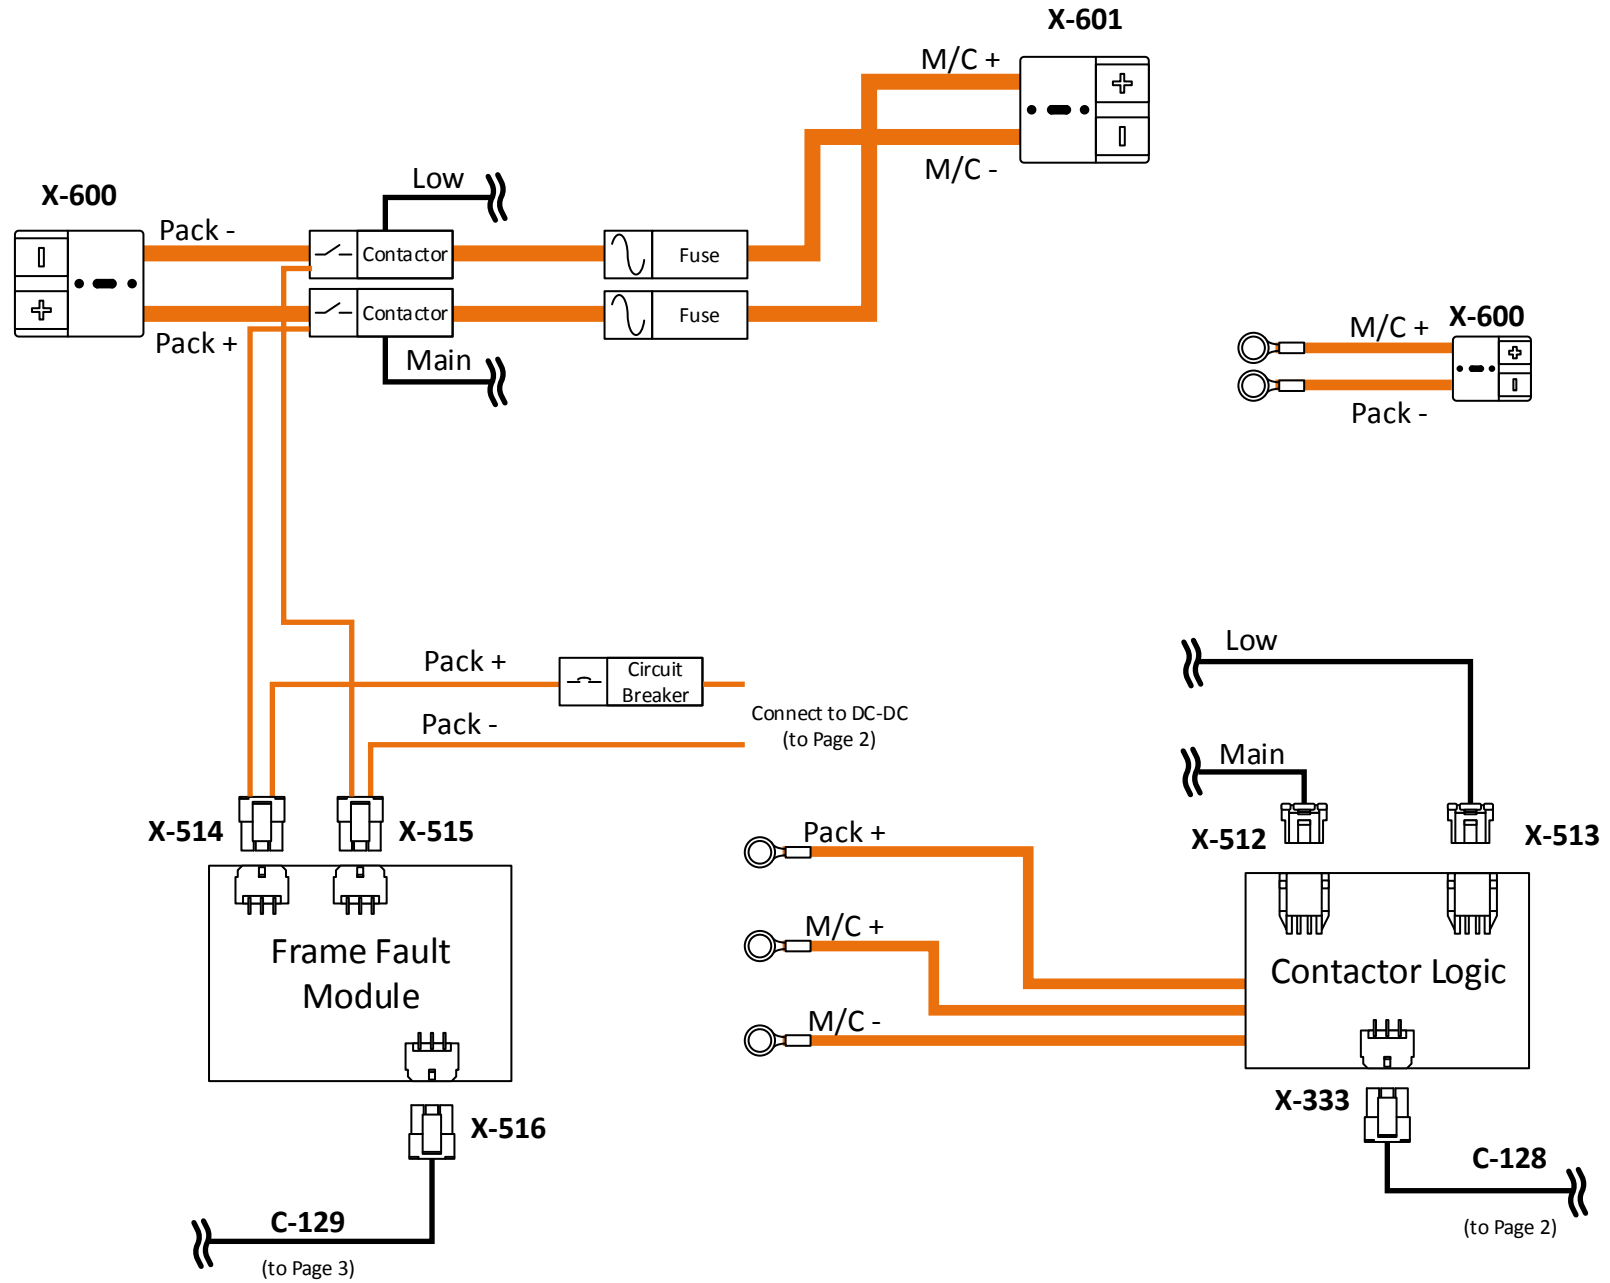 X-601
M/C +
M/C -
X-600
Low
Pack -
Contactor
Fuse
Contactor
Fuse
Pack +
Main
M/C +
X-600
Pack -
Low
Pack +
Circuit
Breaker
Connect to DC-DC
(to Page 2)
Pack -
Main
X-514
X-515
Pack +
X-512
X-513
M/C +
Frame Fault
Module
Contactor Logic
M/C -
X-333
X-516
C-128
(to Page 2)
C-129
(to Page 3)